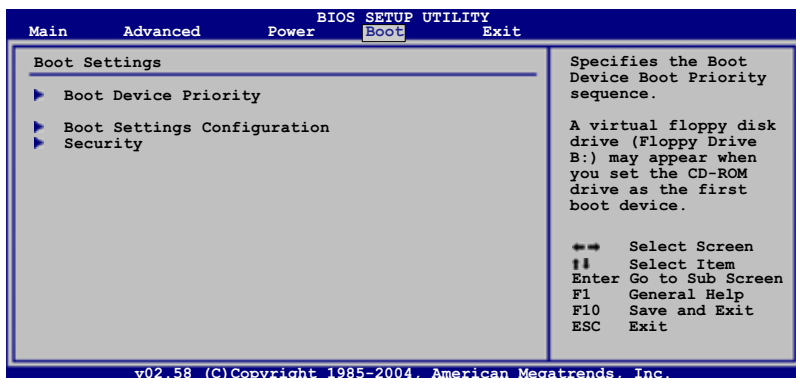 BIOS SETUP UTILITY
Main Advanced Power Boot Exit
Boot Settings
Boot Device Priority
Boot Settings Configuration
Security
Specifies the Boot
Device Boot Priority
sequence.
A virtual floppy disk
drive (Floppy Drive
B:) may appear when
you set the CD-ROM
drive as the first
boot device.
Select Screen
Select Item
Enter Go to Sub Screen
F1 General Help
F10 Save and Exit
ESC Exit
v02.58 (C)Copyright 1985-2004, American Megatrends, Inc.